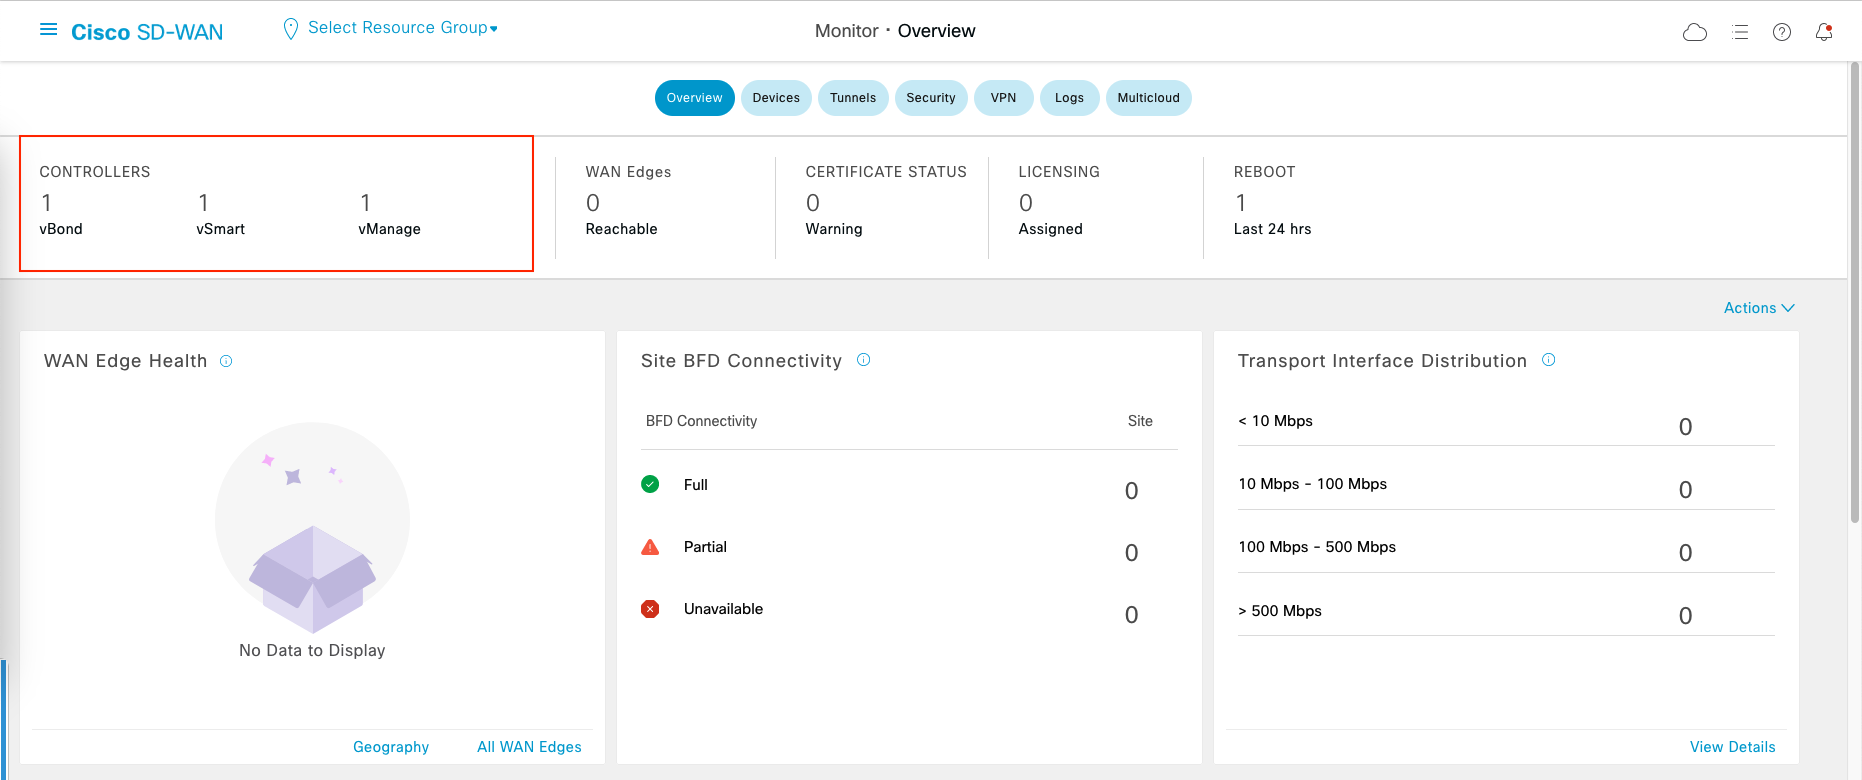 Cisco SD-WAN
Select Resource Group
Monitor · Overview
Overview
Devices
Tunnels
Security
VPN
Logs
Multicloud
CONTROLLERS
1
vBond
1
vSmart
1
vManage
WAN Edges
0
Reachable
CERTIFICATE STATUS
0
Warning
LICENSING
0
Assigned
REBOOT
1
Last 24 hrs
Actions
WAN Edge Health
No Data to Display
Geography
All WAN Edges
Site BFD Connectivity
BFD Connectivity Site
Full 0
Partial 0
Unavailable 0
Transport Interface Distribution
< 10 Mbps 0
10 Mbps - 100 Mbps 0
100 Mbps - 500 Mbps 0
> 500 Mbps 0
View Details